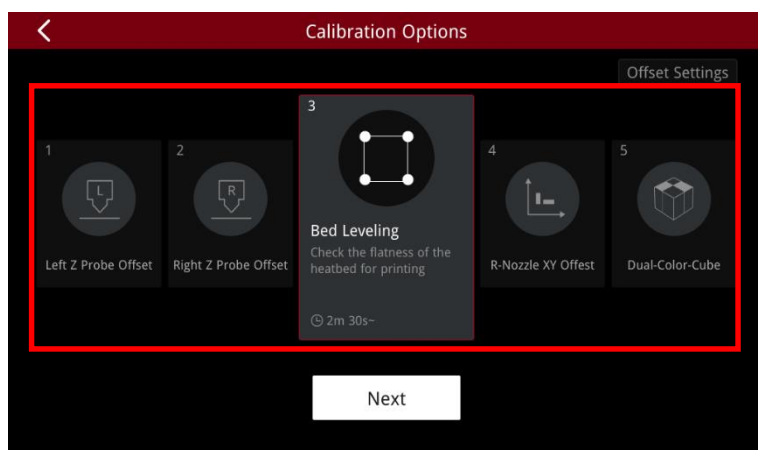 Calibration Options
Offset Settings
1
L
Left Z Probe Offset
2
R
Right Z Probe Offset
3
Bed Leveling
Check the flatness of the
heatbed for printing
2m 30s~
4
R-Nozzle XY Offest
5
Dual-Color-Cube
Next